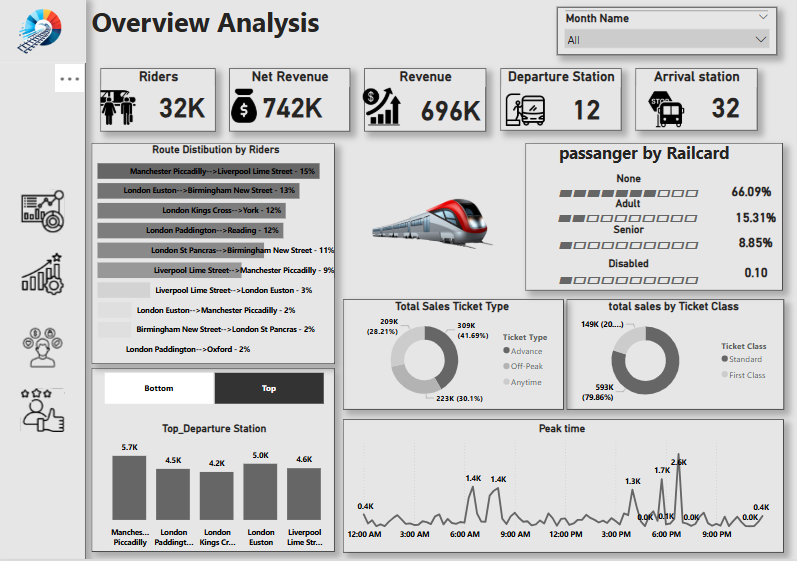 Overview Analysis
Month Name
All
Riders
32K
Net Revenue
742K
Revenue
696K
Departure Station
12
Arrival station
32
STOP
Route Distibution by Riders
Manchester Piccadilly-->Liverpool Lime Street - 15%
London Euston-->Birmingham New Street - 13%
London Kings Cross-->York - 12%
London Paddington-->Reading - 12%
London St Pancras-->Birmingham New Street - 11%
Liverpool Lime Street-->Manchester Piccadilly - 9%
Liverpool Lime Street-->London Euston - 3%
London Euston-->Manchester Piccadilly - 2%
Birmingham New Street-->London St Pancras - 2%
London Paddington-->Oxford - 2%
passanger by Railcard
None
66.09%
Adult
15.31%
Senior
8.85%
Disabled
0.10
Total Sales Ticket Type
209K
(28.21%)
309K
(41.69%)
223K (30.1%)
Ticket Type
Advance
Off-Peak
Anytime
total sales by Ticket Class
149K (20....)
593K
(79.86%)
Ticket Class
Standard
First Class
Bottom
Top
Top_Departure Station
5.7K
4.5K
4.2K
5.0K
4.6K
Manches...
Piccadilly
London
Paddingt...
London
Kings Cr...
London
Euston
Liverpool
Lime Str...
Peak time
0.4K
1.4K
1.4K
1.3K
0.0K
1.7K
0.1K
2.6K
0.0K
0.0K
0.4K
12:00 AM 3:00 AM 6:00 AM 9:00 AM 12:00 PM 3:00 PM 6:00 PM 9:00 PM